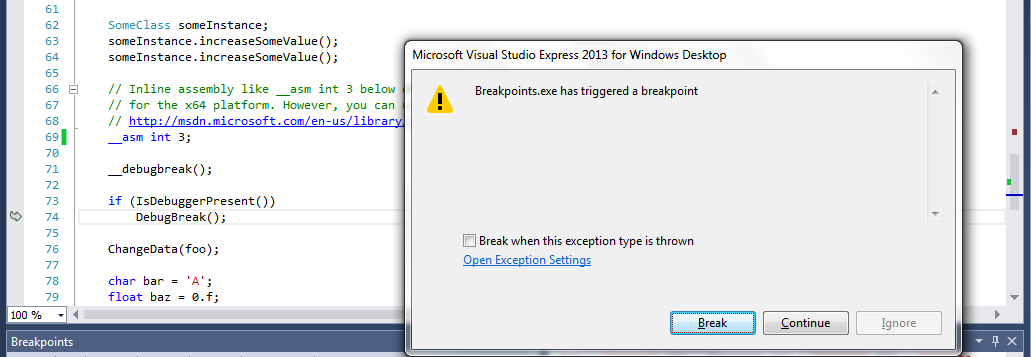 61
62 SomeClass someInstance;
63 someInstance.increaseSomeValue();
64 someInstance.increaseSomeValue();
65
66 // Inline assembly like __asm int 3 below
67 // for the x64 platform. However, you can
68 // http://msdn.microsoft.com/en-us/library
69 __asm int 3;
70
71 __debugbreak();
72
73 if (IsDebuggerPresent())
74 DebugBreak();
75
76 ChangeData(foo);
77
78 char bar = 'A';
79 float baz = 0.f;
100 %
Breakpoints
Microsoft Visual Studio Express 2013 for Windows Desktop
Breakpoints.exe has triggered a breakpoint
Break when this exception type is thrown
Open Exception Settings
Break Continue Ignore